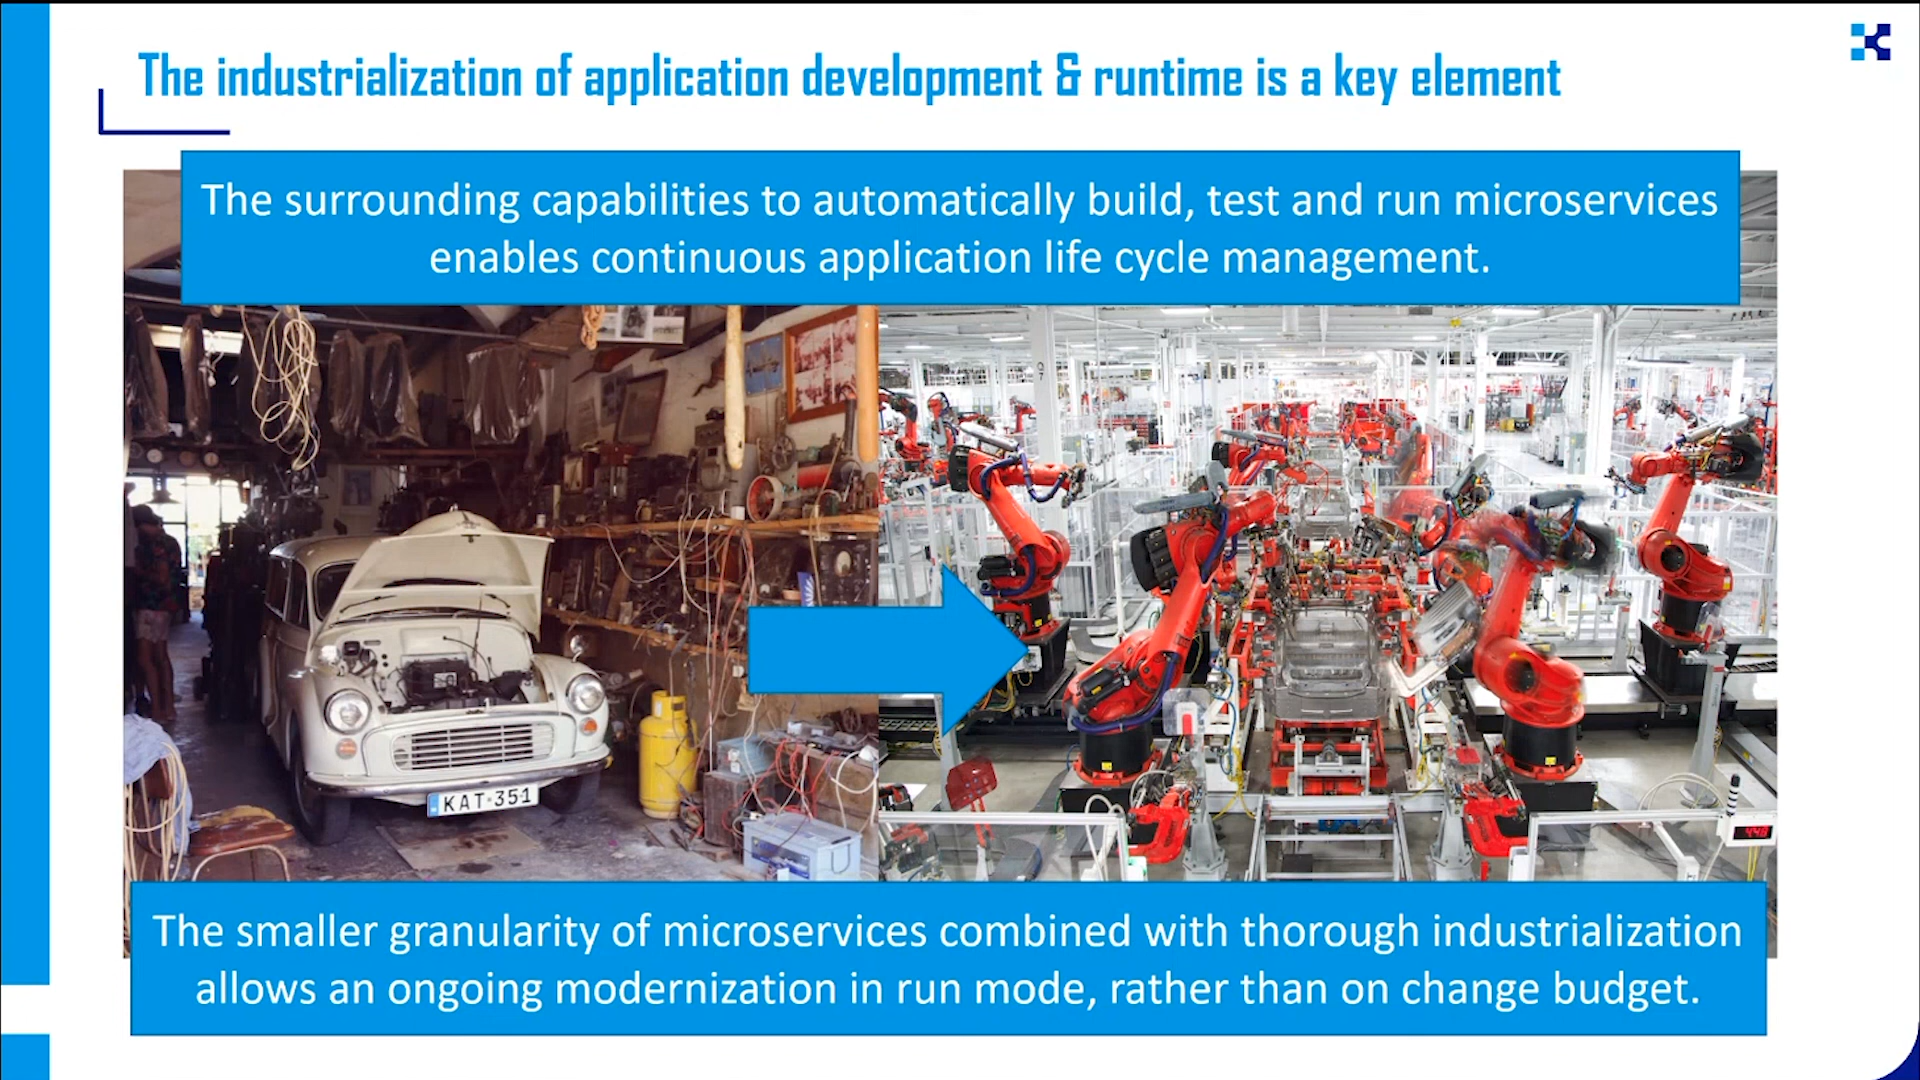 The industrialization of application development & runtime is a key element
The surrounding capabilities to automatically build, test and run microservices
enables continuous application life cycle management.
KAT·351
448
The smaller granularity of microservices combined with thorough industrialization
allows an ongoing modernization in run mode, rather than on change budget.